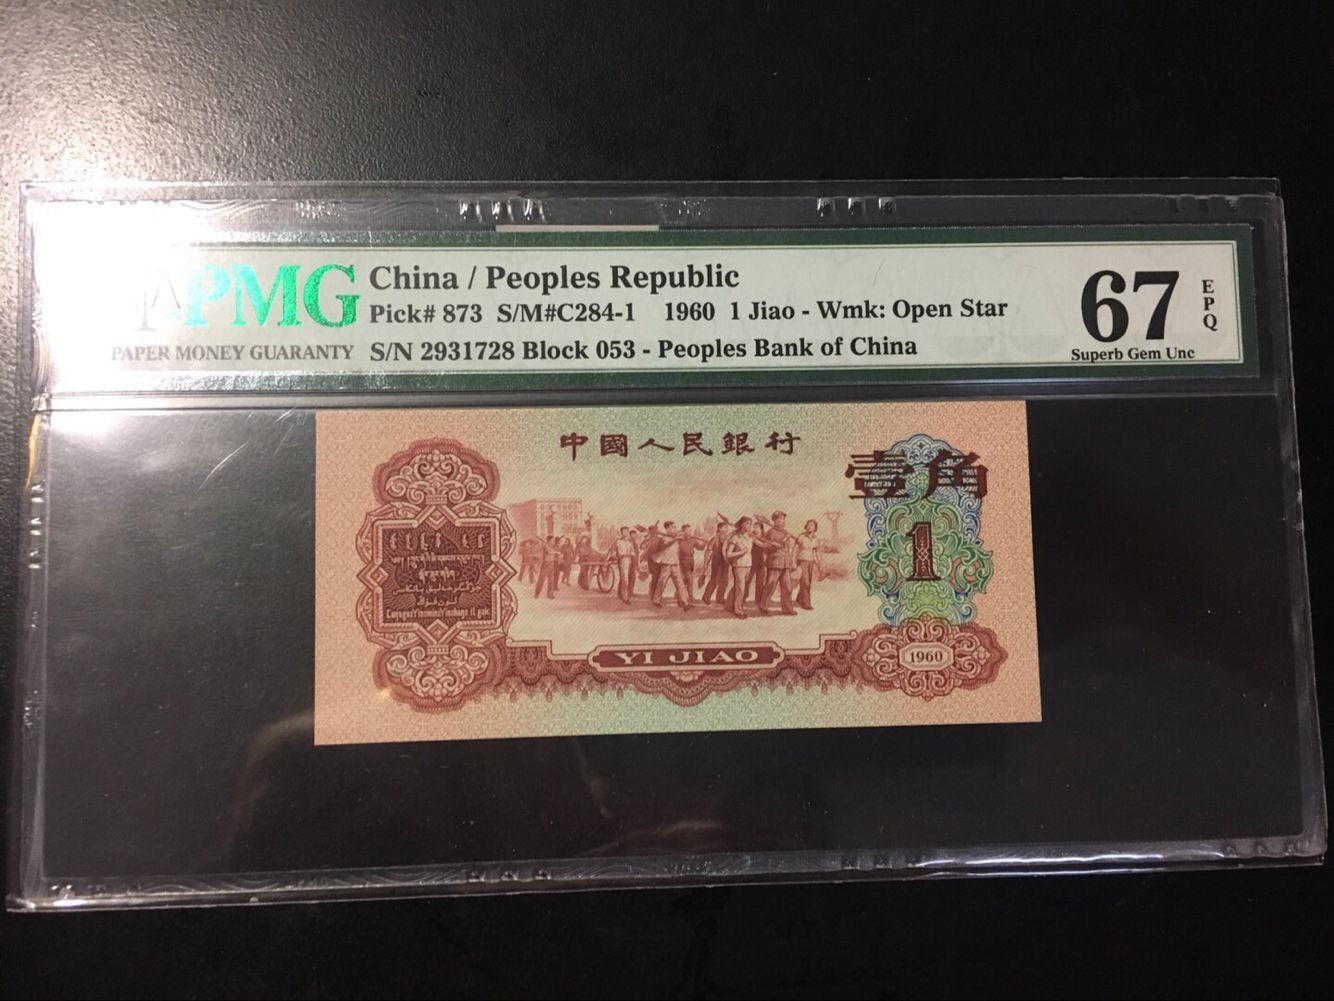 PMG
PAPER MONEY GUARANTY
China / Peoples Republic
Pick# 873 S/M#C284-1 1960 1 Jiao - Wmk: Open Star
S/N 2931728 Block 053 - Peoples Bank of China
67
EPQ
Superb Gem Unc
中國人民銀行
壹角
1
YI JIAO
1960